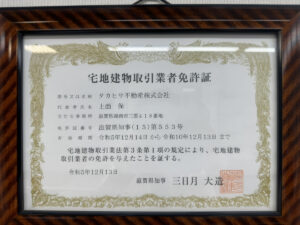 宅地建物取引業者免許証
商号又は名称 タカヒサ不動産株式会社
代表者氏名 上西 保
主たる事務所 滋賀県湖南市三雲418番地
免許証番号 滋賀県知事(13)第553号
有効期間 令和5年12月14日から 令和10年12月13日 まで
宅地建物取引業法第3条第1項の規定により、宅地建物
取引業者の免許を与えたことを証する。
令和5年12月13日
滋賀県知事 三日月 大造